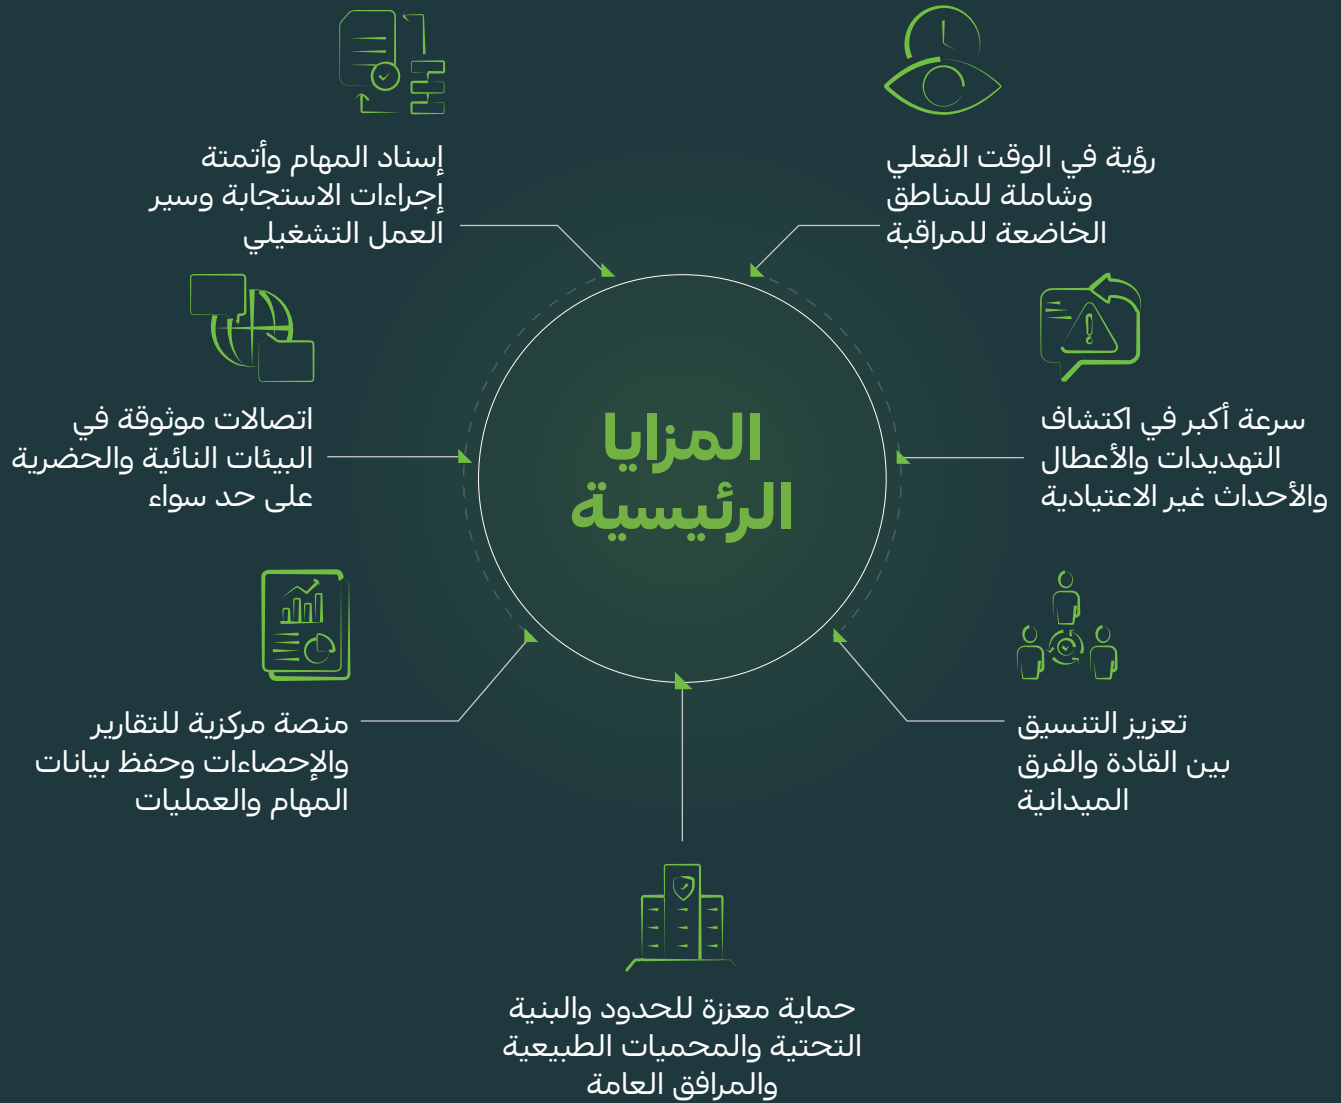 المزايا
الرئيسية
رؤية في الوقت الفعلي
وشاملة للمناطق
الخاضعة للمراقبة
سرعة أكبر في اكتشاف
التهديدات والأعطال
والأحداث غير الاعتيادية
تعزيز التنسيق
بين القادة والفرق
الميدانية
حماية معززة للحدود والبنية
التحتية والمحميات الطبيعية
والمرافق العامة
منصة مركزية للتقارير
والإحصاءات وحفظ بيانات
المهام والعمليات
اتصالات موثوقة في
البيئات النائية والحضرية
على حد سواء
إسناد المهام وأتمتة
إجراءات الاستجابة وسير
العمل التشغيلي